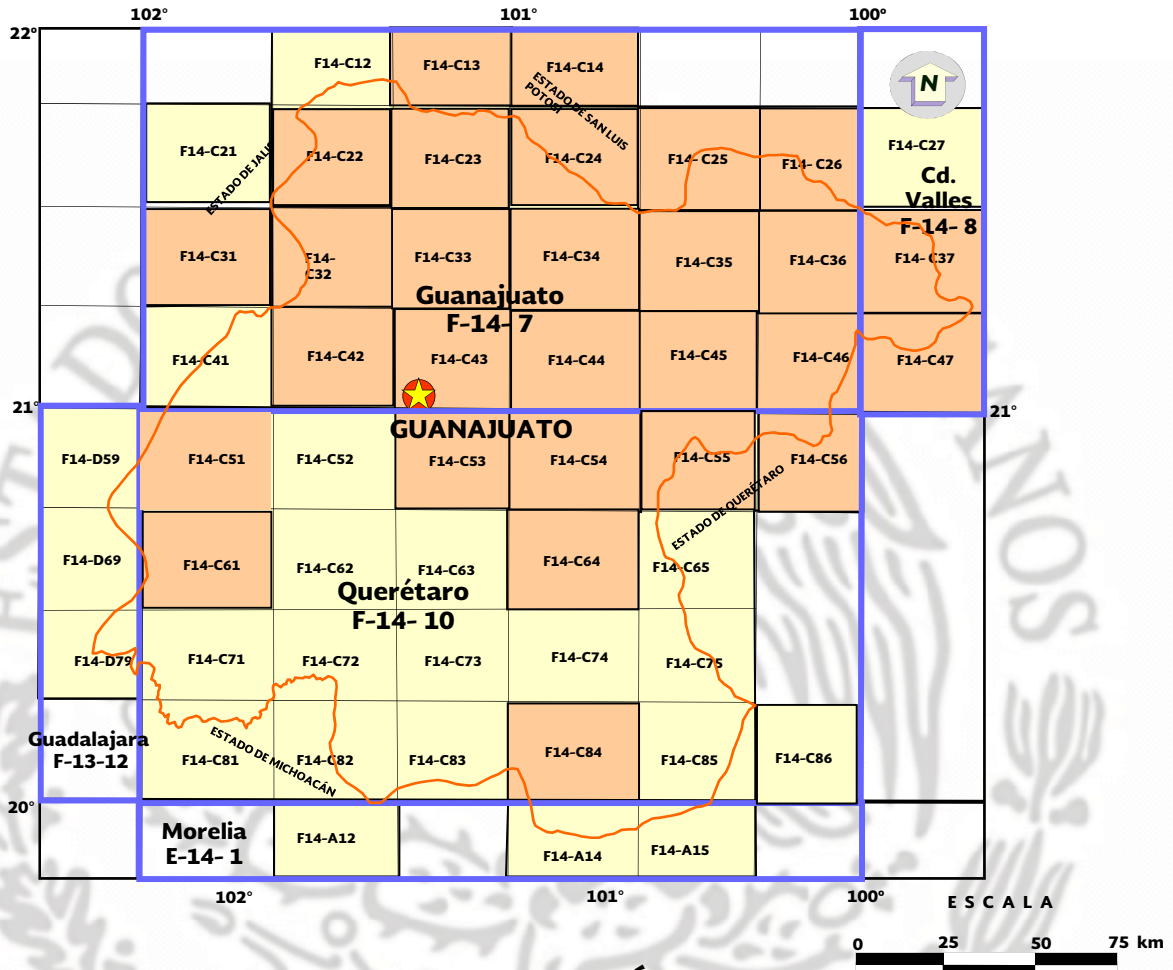 102°
101°
100°
22°
F14-C12
F14-C13
F14-C14
N
ESTADO DE SAN LUIS
POTOSI
F14-C21
ESTADO DE JALI
F14-C22
F14-C23
F14-C24
F14- C25
F14- C26
F14-C27
Cd.
Valles
F-14- 8
F14-C31
F14-
C32
F14-C33
F14-C34
F14-C35
F14-C36
F14- C37
Guanajuato
F-14- 7
F14-C41
F14-C42
F14-C43
F14-C44
F14-C45
F14-C46
F14-C47
21°
21°
GUANAJUATO
F14-D59
F14-C51
F14-C52
F14-C53
F14-C54
F14-C55
F14-C56
ESTADO DE QUERÉTARO
F14-D69
F14-C61
F14-C62
F14-C63
F14-C64
F14-C65
Querétaro
F-14- 10
F14-D79
F14-C71
F14-C72
F14-C73
F14-C74
F14-C75
Guadalajara
F-13-12
ESTADO DE MICHOACÁN
F14-C81
F14-C82
F14-C83
F14-C84
F14-C85
F14-C86
20°
Morelia
E-14- 1
F14-A12
F14-A14
F14-A15
102°
101°
100°
E S C A L A
0
25
50
75 km